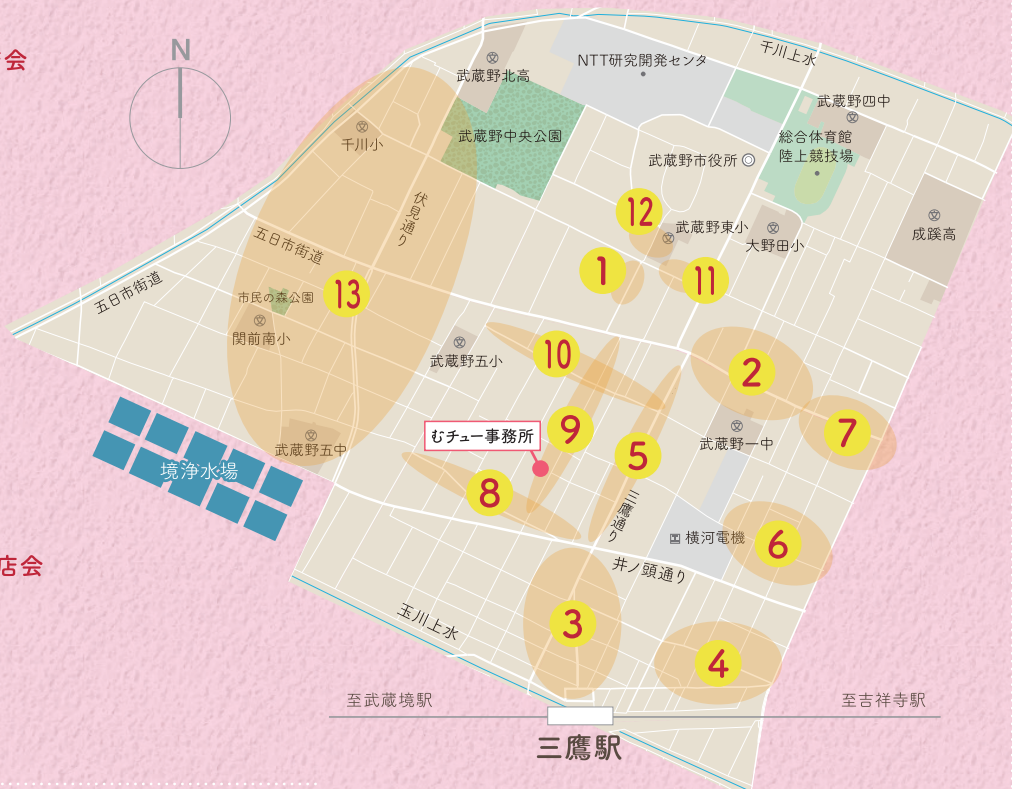 会
N
千川上水
武蔵野北高
NTT研究開発センタ
武蔵野四中
千川小
武蔵野中央公園
総合体育館
陸上競技場
武蔵野市役所
伏見通り
12
武蔵野東小
大野田小
成蹊高
五日市街道
1
11
五日市街道
市民の森公園
13
関前南小
武蔵野五小
10
2
むチュー事務所
9
7
武蔵野一中
武蔵野五中
5
境浄水場
8
三鷹通り
横河電機
6
店会
井ノ頭通り
玉川上水
3
4
至武蔵境駅
至吉祥寺駅
三鷹駅